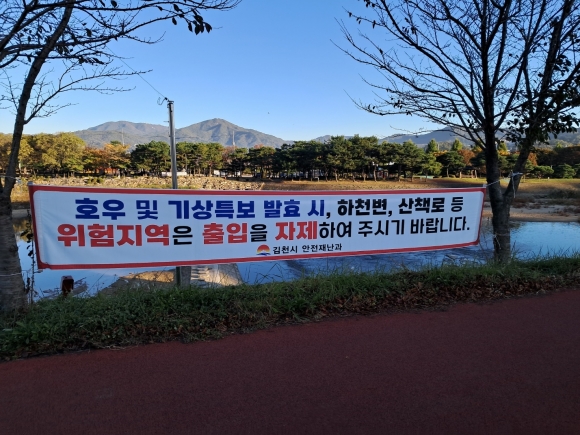 호우 및 기상특보 발효 시, 하천변, 산책로 등
위험지역은 출입을 자제하여 주시기 바랍니다.
김천시 안전재난과